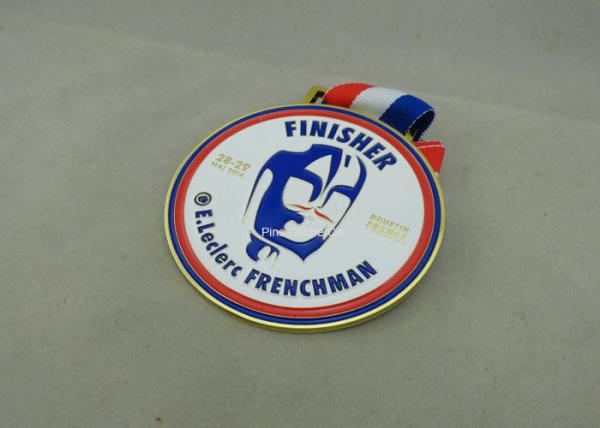 FINISHER
28-29
MAI 2016
HOURTIN
FRANCE
E.Leclerc FRENCHMAN